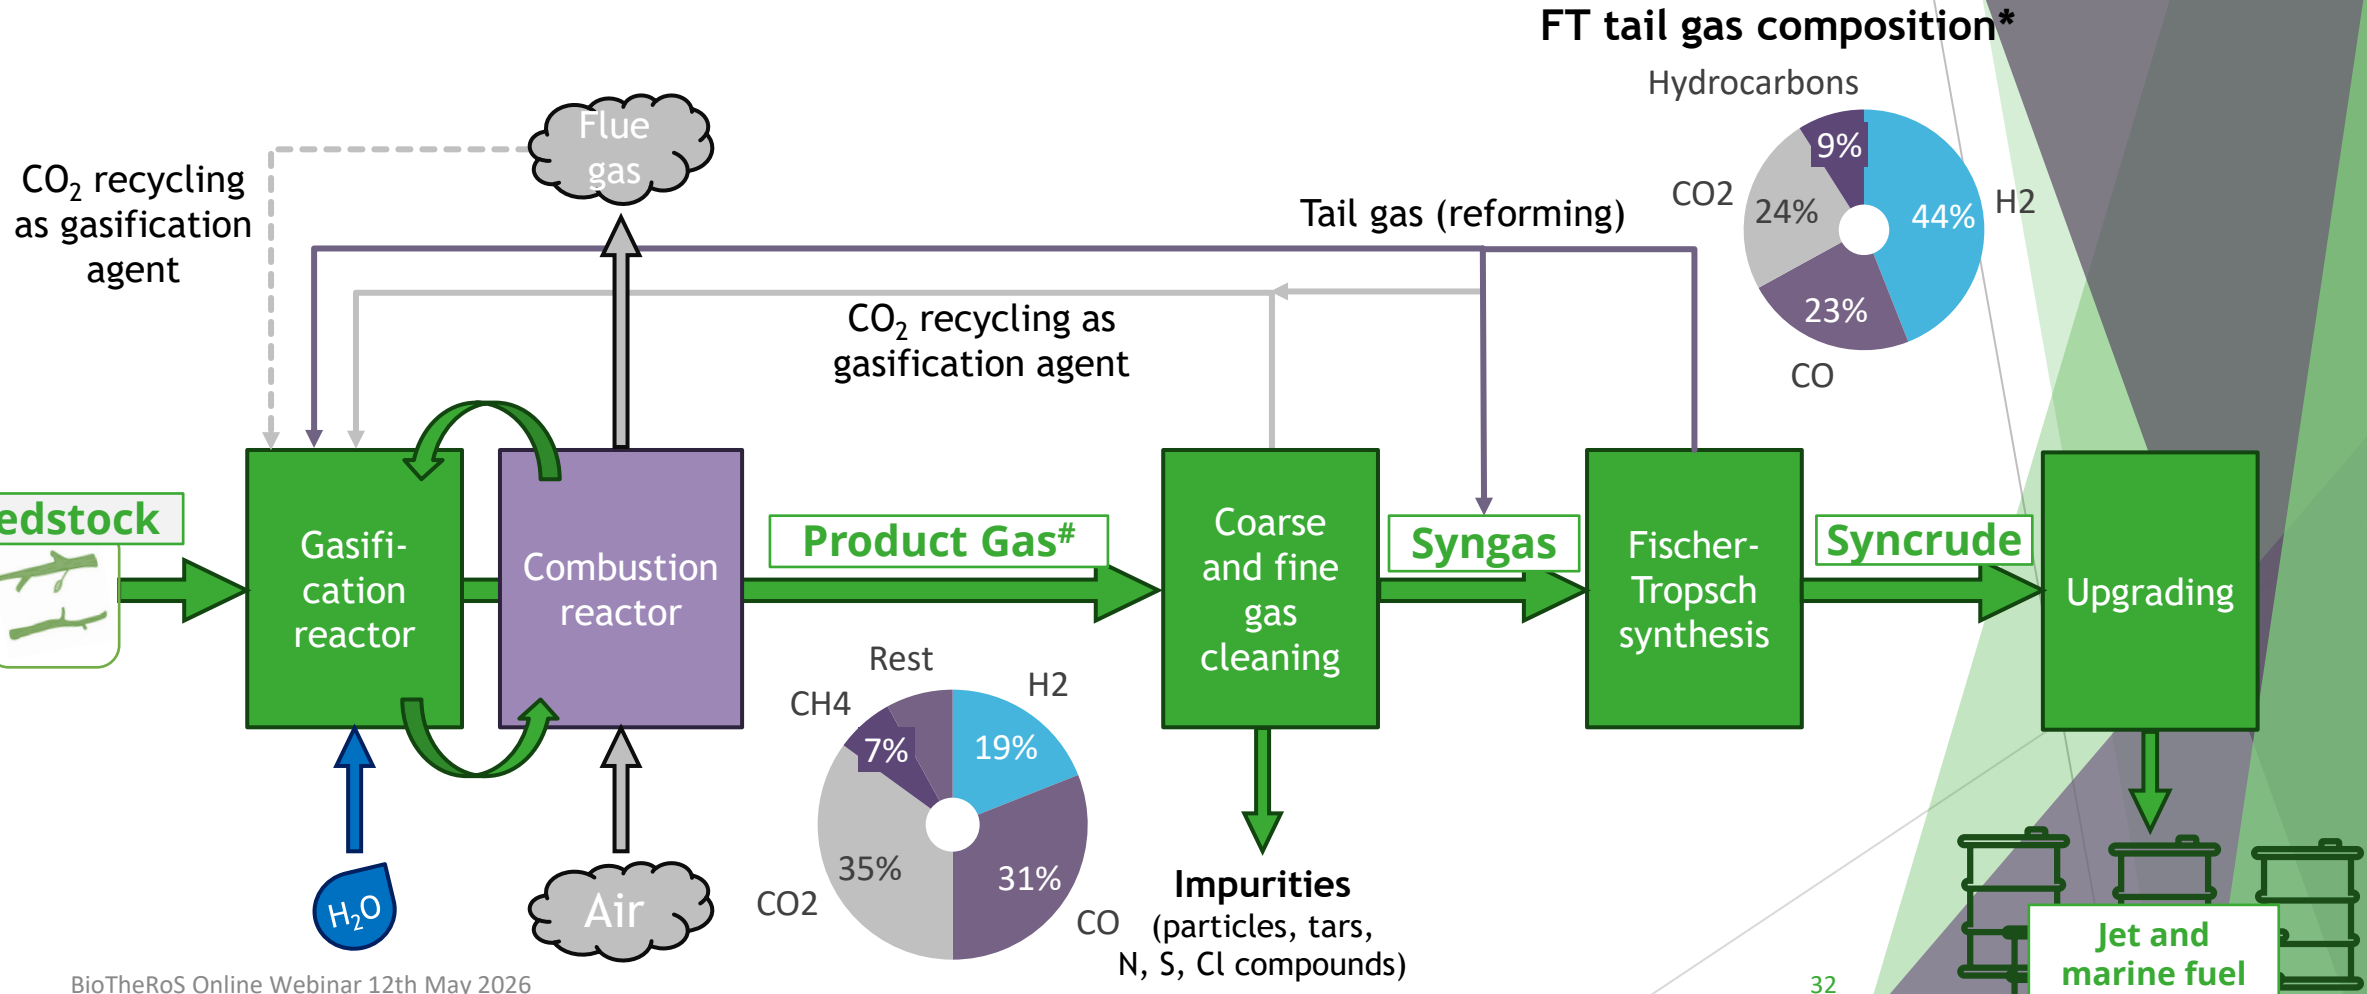 FT tail gas composition*
Hydrocarbons
9%
CO2
24%
44%
H2
23%
CO
Flue
gas
CO₂ recycling
as gasification
agent
Tail gas (reforming)
CO₂ recycling as
gasification agent
edstock
Gasifi-
cation
reactor
Combustion
reactor
Product Gas#
Coarse
and fine
gas
cleaning
Syngas
Fischer-
Tropsch
synthesis
Syncrude
Upgrading
Rest
H2
CH4
7%
19%
35%
31%
CO2
CO
H₂O
Air
Impurities
(particles, tars,
N, S, Cl compounds)
Jet and
marine fuel
BioTheRoS Online Webinar 12th May 2026
32